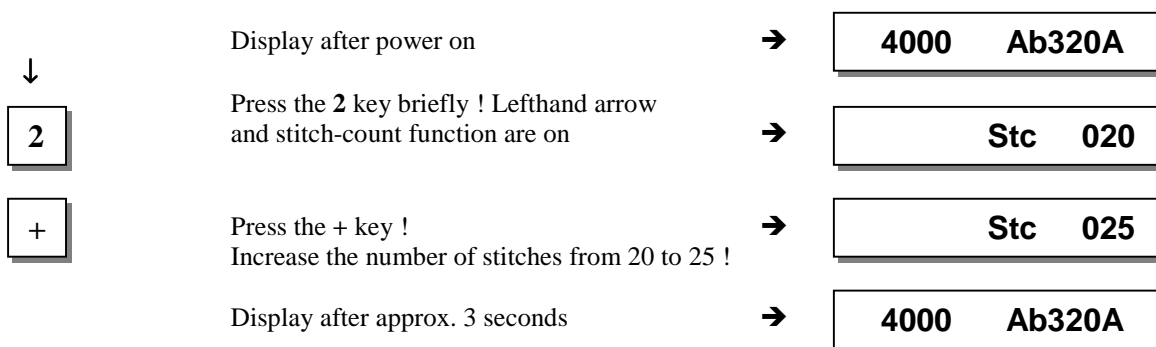 Display after power on ➔ 4000 Ab320A
↓
2 Press the 2 key briefly ! Lefthand arrow
and stitch-count function are on ➔ Stc 020
+ Press the + key ! ➔ Stc 025
Increase the number of stitches from 20 to 25 !
Display after approx. 3 seconds ➔ 4000 Ab320A